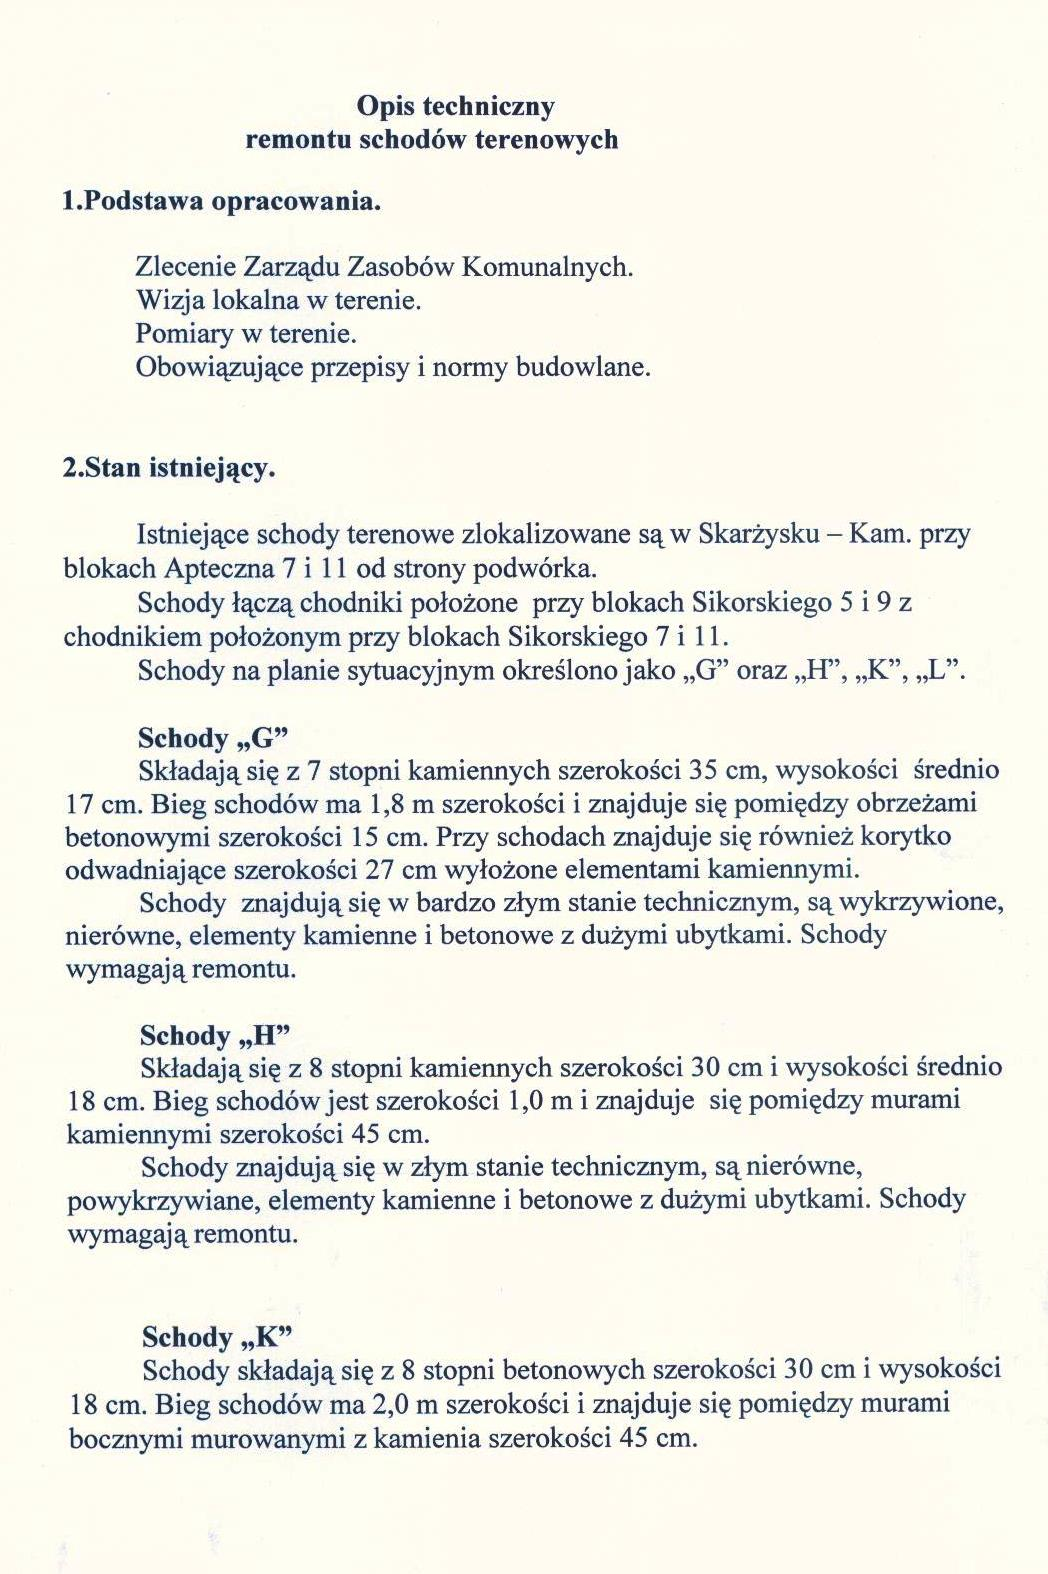 Opis techniczny
remontu schodów terenowych
1.Podstawa opracowania.
Zlecenie Zarządu Zasobów Komunalnych.
Wizja lokalna w terenie.
Pomiary w terenie.
Obowiązujące przepisy i normy budowlane.
2.Stan istniejący.
Istniejące schody terenowe zlokalizowane są w Skarżysku – Kam. przy
blokach Apteczna 7 i 11 od strony podwórka.
Schody łączą chodniki położone przy blokach Sikorskiego 5 i 9 z
chodnikiem położonym przy blokach Sikorskiego 7 i 11.
Schody na planie sytuacyjnym określono jako „G” oraz „H”, „K”, „L”.
Schody „G”
Składają się z 7 stopni kamiennych szerokości 35 cm, wysokości średnio
17 cm. Bieg schodów ma 1,8 m szerokości i znajduje się pomiędzy obrzeżami
betonowymi szerokości 15 cm. Przy schodach znajduje się również korytko
odwadniające szerokości 27 cm wyłożone elementami kamiennymi.
Schody znajdują się w bardzo złym stanie technicznym, są wykrzywione,
nierówne, elementy kamienne i betonowe z dużymi ubytkami. Schody
wymagają remontu.
Schody „H”
Składają się z 8 stopni kamiennych szerokości 30 cm i wysokości średnio
18 cm. Bieg schodów jest szerokości 1,0 m i znajduje się pomiędzy murami
kamiennymi szerokości 45 cm.
Schody znajdują się w złym stanie technicznym, są nierówne,
powykrzywiane, elementy kamienne i betonowe z dużymi ubytkami. Schody
wymagają remontu.
Schody „K”
Schody składają się z 8 stopni betonowych szerokości 30 cm i wysokości
18 cm. Bieg schodów ma 2,0 m szerokości i znajduje się pomiędzy murami
bocznymi murowanymi z kamienia szerokości 45 cm.